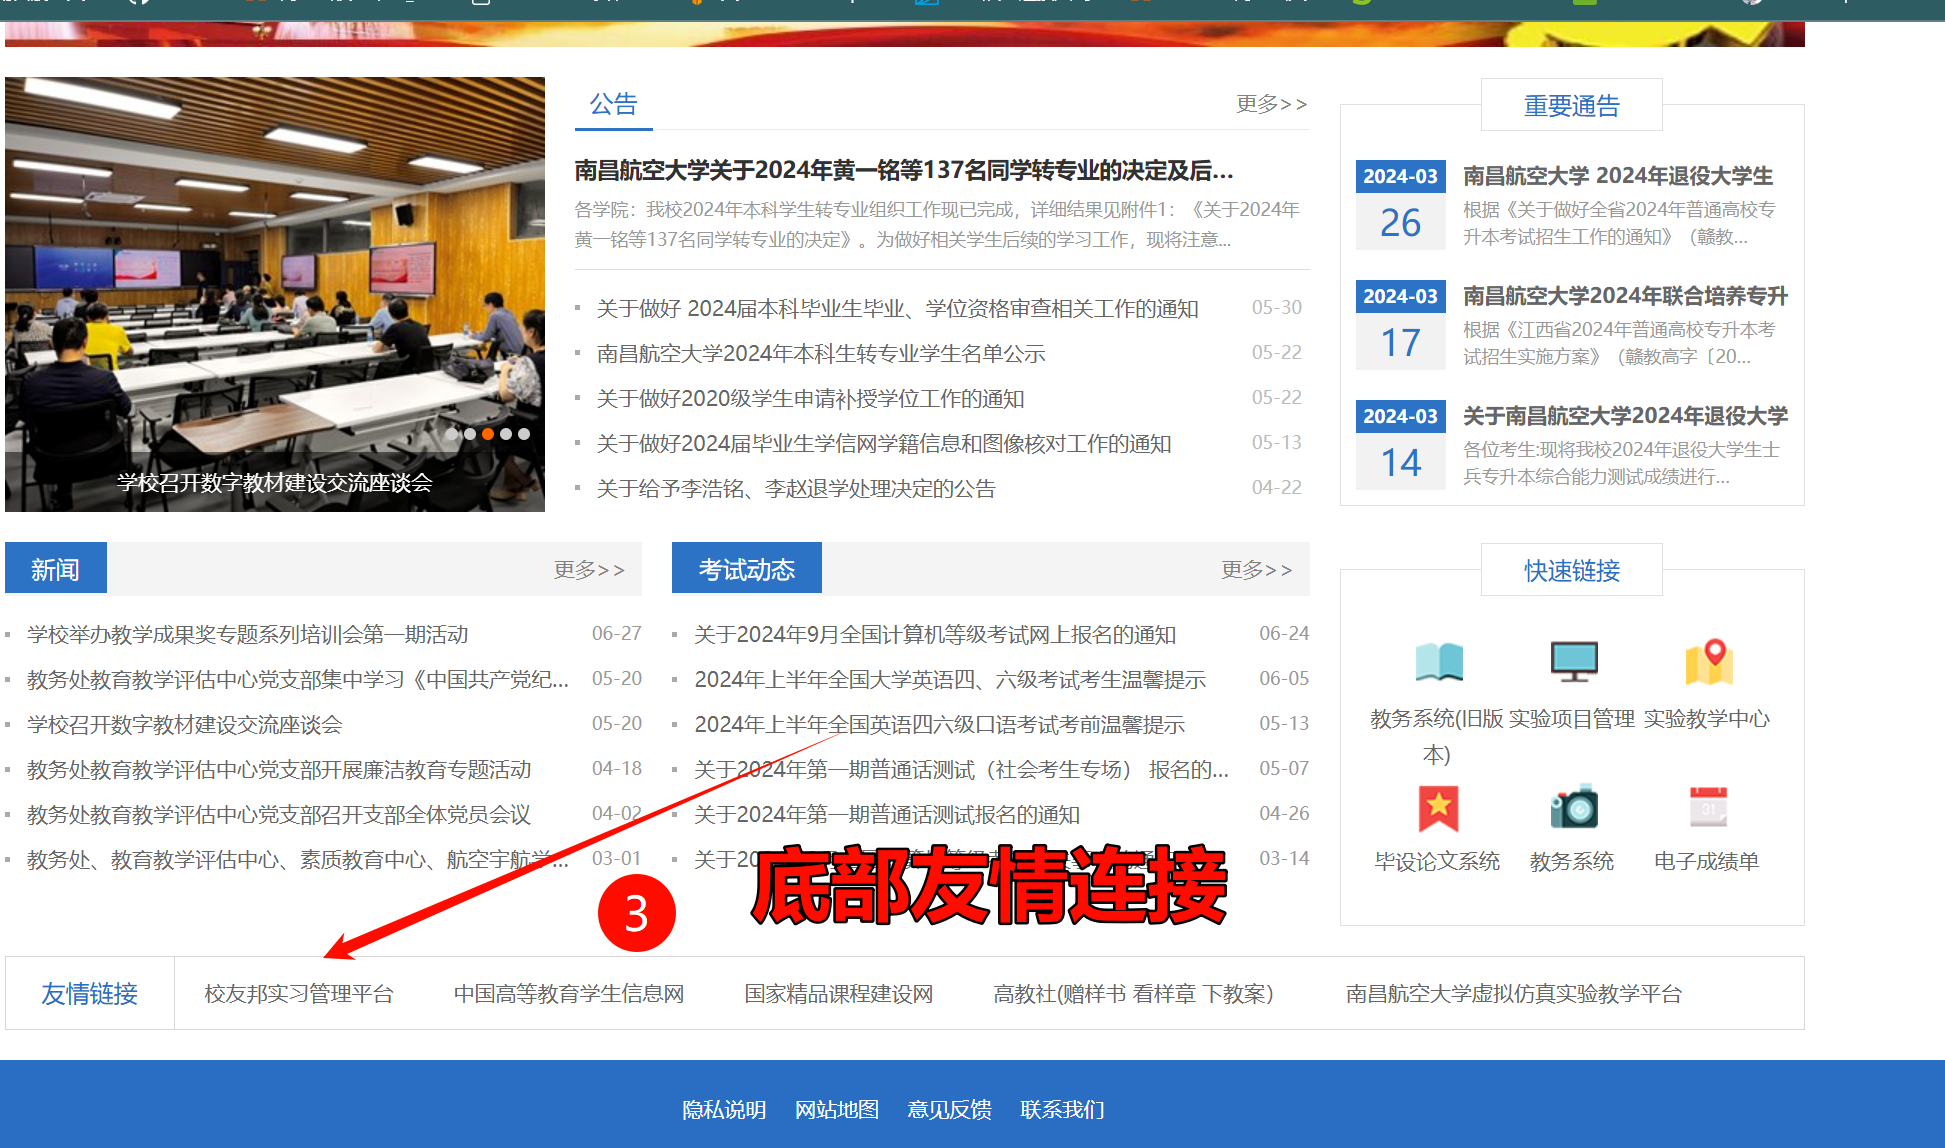 公告
更多>>
南昌航空大学关于2024年黄一铭等137名同学转专业的决定及后...
各学院：我校2024年本科学生转专业组织工作现已完成，详细结果见附件1：《关于2024年
黄一铭等137名同学转专业的决定》。为做好相关学生后续的学习工作，现将注意...
关于做好 2024届本科毕业生毕业、学位资格审查相关工作的通知 05-30
南昌航空大学2024年本科生转专业学生名单公示 05-22
关于做好2020级学生申请补授学位工作的通知 05-22
关于做好2024届毕业生学信网学籍信息和图像核对工作的通知 05-13
关于给予李浩铭、李赵退学处理决定的公告 04-22
学校召开数字教材建设交流座谈会
重要通告
2024-03
26
南昌航空大学 2024年退役大学生
根据《关于做好全省2024年普通高校专
升本考试招生工作的通知》（赣教...
2024-03
17
南昌航空大学2024年联合培养专升
根据《江西省2024年普通高校专升本考
试招生实施方案》（赣教高字〔20...
2024-03
14
关于南昌航空大学2024年退役大学
各位考生:现将我校2024年退役大学生士
兵专升本综合能力测试成绩进行...
新闻
更多>>
学校举办教学成果奖专题系列培训会第一期活动 06-27
教务处教育教学评估中心党支部集中学习《中国共产党纪... 05-20
学校召开数字教材建设交流座谈会 05-20
教务处教育教学评估中心党支部开展廉洁教育专题活动 04-18
教务处教育教学评估中心党支部召开支部全体党员会议 04-02
教务处、教育教学评估中心、素质教育中心、航空宇航学... 03-01
考试动态
更多>>
关于2024年9月全国计算机等级考试网上报名的通知 06-24
2024年上半年全国大学英语四、六级考试考生温馨提示 06-05
2024年上半年全国英语四六级口语考试考前温馨提示 05-13
关于2024年第一期普通话测试（社会考生专场） 报名的... 05-07
关于2024年第一期普通话测试报名的通知 04-26
关于20 03-14
3
底部友情连接
快速链接
教务系统(旧版
本)
实验项目管理
实验教学中心
31
毕设论文系统
教务系统
电子成绩单
友情链接
校友邦实习管理平台
中国高等教育学生信息网
国家精品课程建设网
高教社(赠样书 看样章 下教案）
南昌航空大学虚拟仿真实验教学平台
隐私说明 网站地图 意见反馈 联系我们